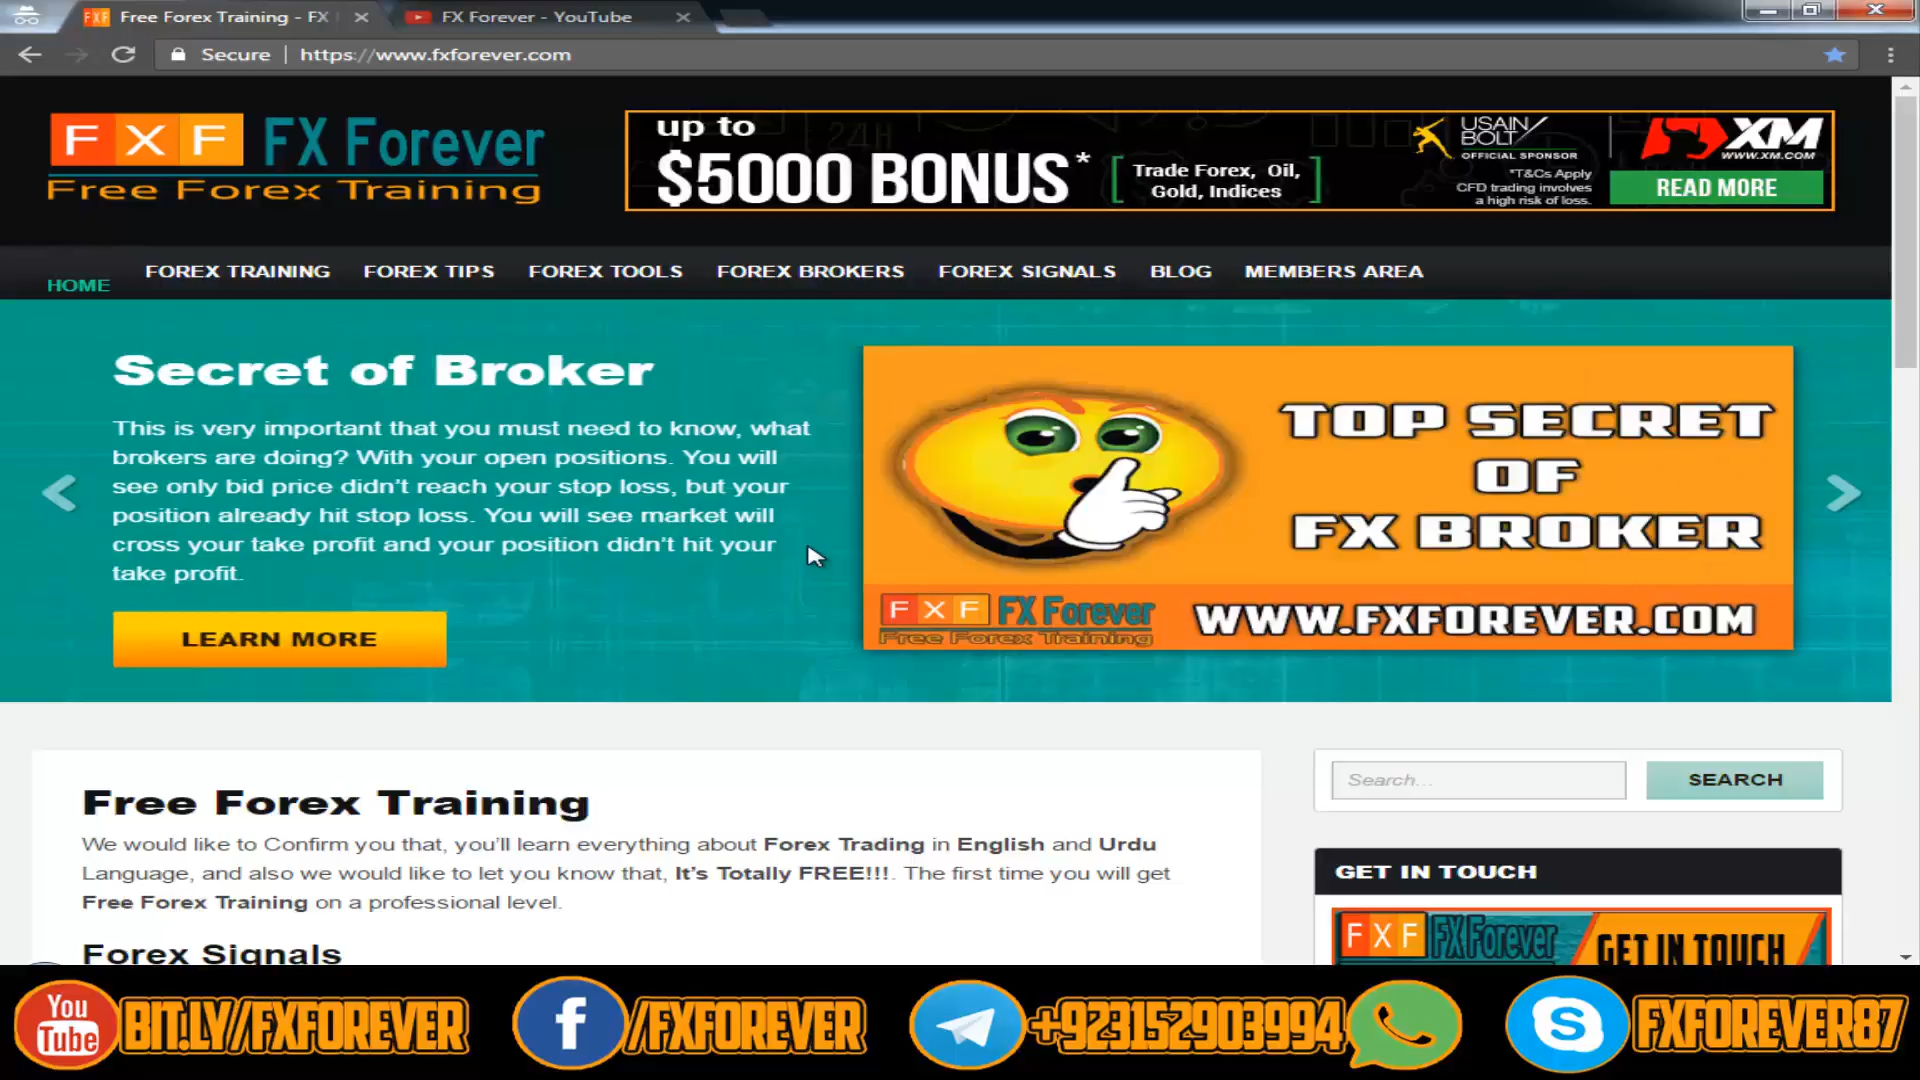 Free Forex Training - FX
FX Forever - YouTube
Secure | https://www.fxforever.com
FXF FX Forever
Free Forex Training
up to
$5000 BONUS*
[ Trade Forex, Oil,
Gold, Indices ]
USAIN
BOLT
OFFICIAL SPONSOR
*T&Cs Apply
CFD trading involves
a high risk of loss.
XM
WWW.XM.COM
READ MORE
HOME
FOREX TRAINING
FOREX TIPS
FOREX TOOLS
FOREX BROKERS
FOREX SIGNALS
BLOG
MEMBERS AREA
Secret of Broker
This is very important that you must need to know, what
brokers are doing? With your open positions. You will
see only bid price didn't reach your stop loss, but your
position already hit stop loss. You will see market will
cross your take profit and your position didn't hit your
take profit.
LEARN MORE
TOP SECRET
OF
FX BROKER
FXF FX Forever
Free Forex Training
WWW.FXFOREVER.COM
Free Forex Training
We would like to Confirm you that, you'll learn everything about Forex Trading in English and Urdu
Language, and also we would like to let you know that, It's Totally FREE!!!. The first time you will get
Free Forex Training on a professional level.
Forex Signals
Search...
SEARCH
GET IN TOUCH
FXF FX Forever
GET IN TOUCH
You
Tube
BIT.LY/FXFOREVER
f
/FXFOREVER
+923152903994
S
FXFOREVER87